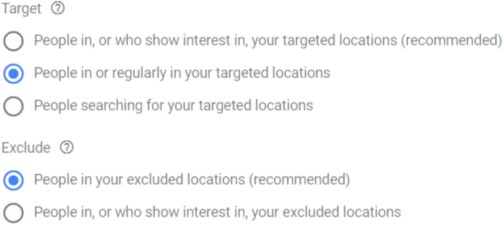 Target
People in, or who show interest in, your targeted locations (recommended)
People in or regularly in your targeted locations
People searching for your targeted locations
Exclude
People in your excluded locations (recommended)
People in, or who show interest in, your excluded locations